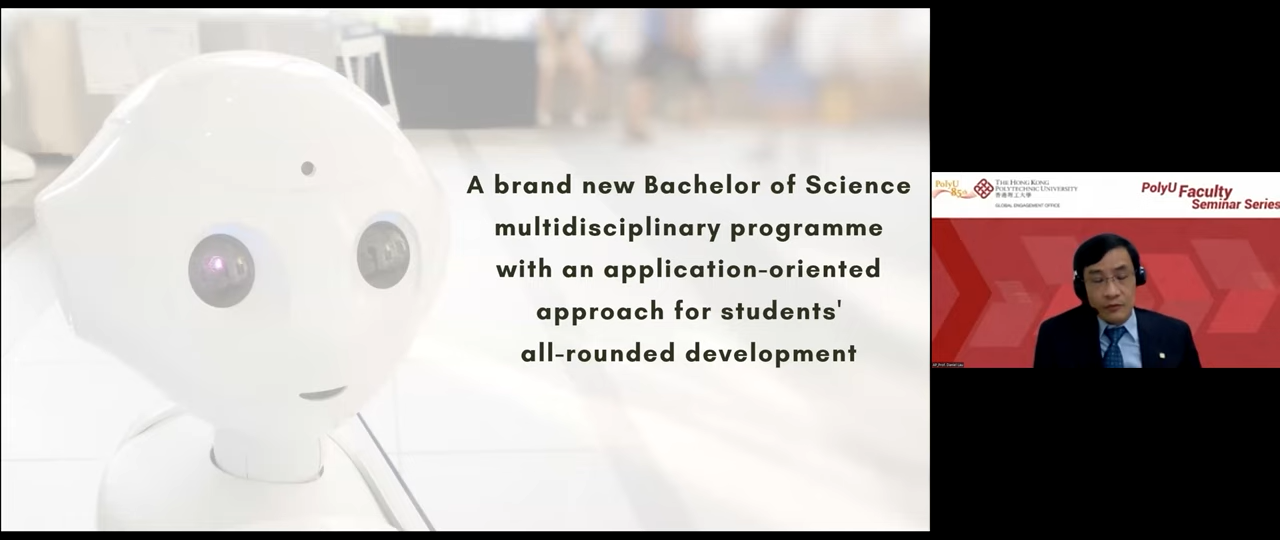 A brand new Bachelor of Science
multidisciplinary programme
with an application-oriented
approach for students'
all-rounded development
PolyU
85th
THE HONG KONG
POLYTECHNIC UNIVERSITY
香港理工大學
GLOBAL ENGAGEMENT OFFICE
PolyU Faculty
Seminar Series